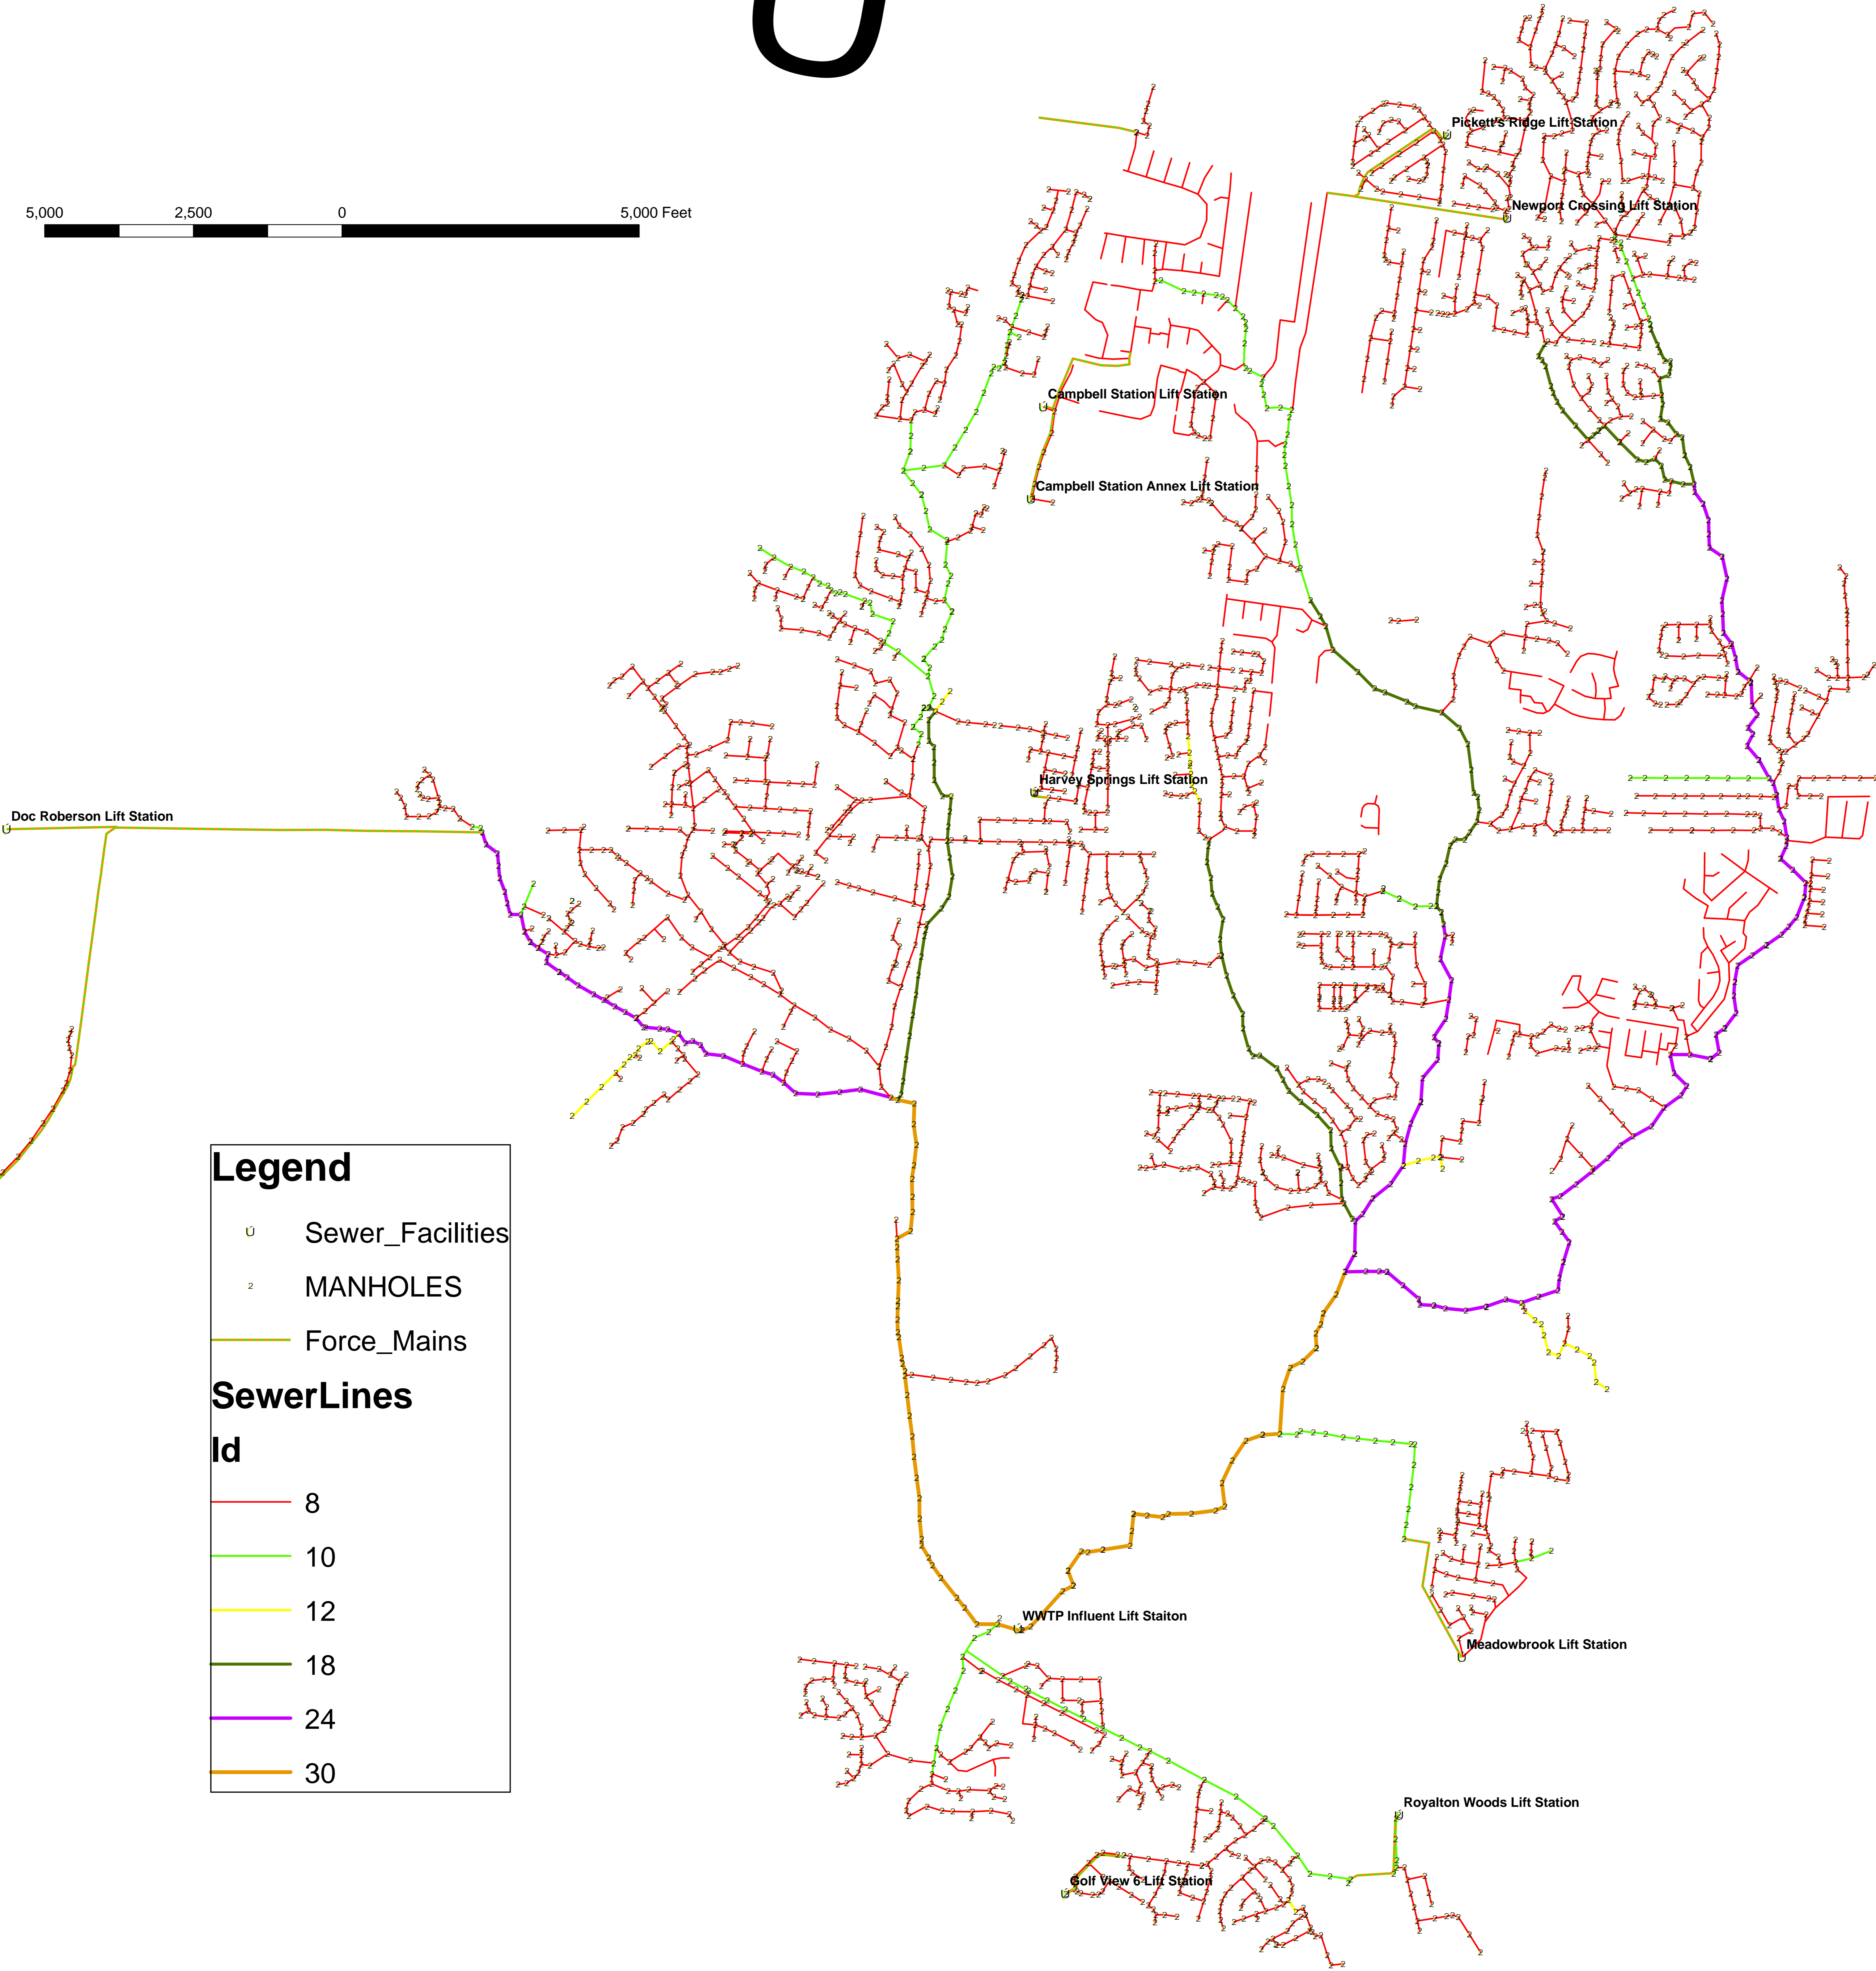 Pickett's Ridge Lift Station
5,000 2,500 0 5,000 Feet
Newport Crossing Lift Station
Campbell Station Lift Station
Campbell Station Annex Lift Station
Harvey Springs Lift Station
Doc Roberson Lift Station
Legend
Sewer_Facilities
MANHOLES
Force_Mains
SewerLines
Id
8
10
12
18
24
30
WWTP Influent Lift Staiton
Meadowbrook Lift Station
Royalton Woods Lift Station
Golf View 6 Lift Station